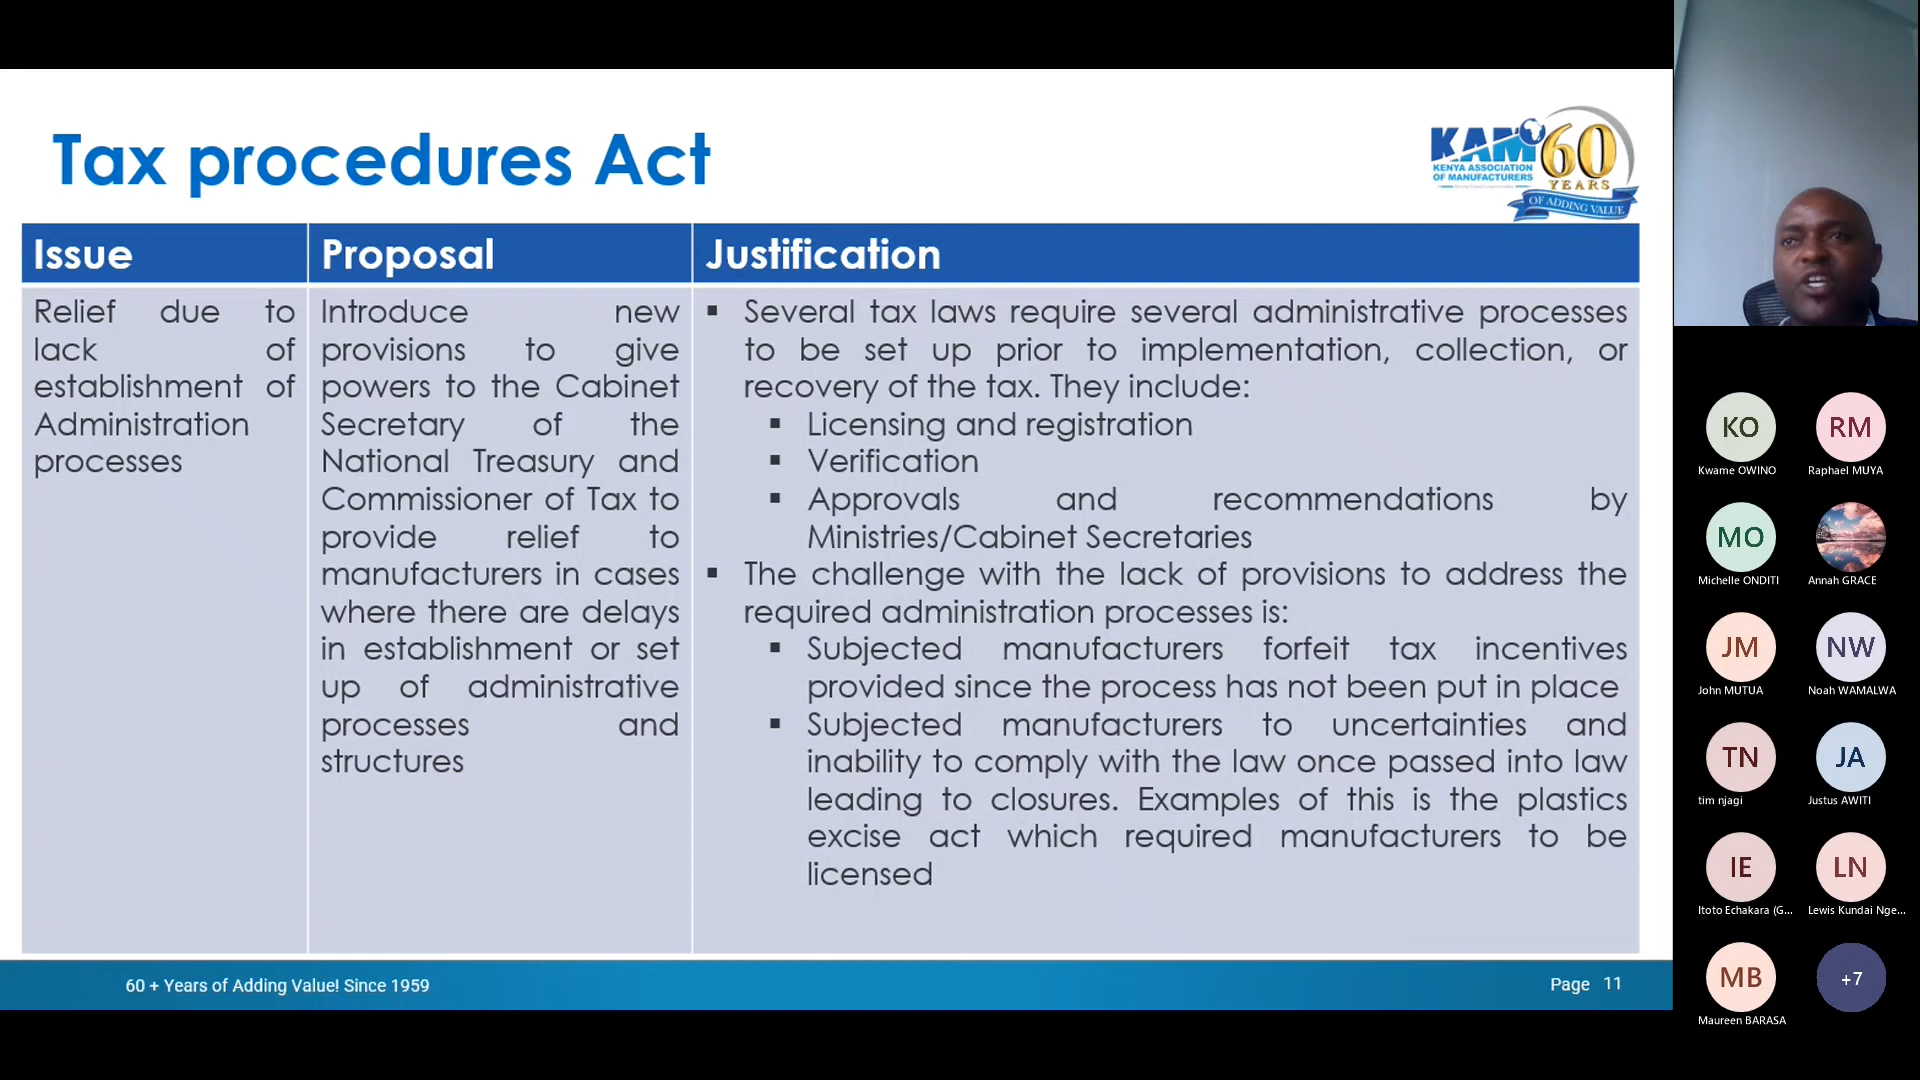 Tax procedures Act
KAM 60
KENYA ASSOCIATION
OF MANUFACTURERS
YEARS
OF ADDING VALUE
Issue
Proposal
Justification
Relief due to
lack of
establishment of
Administration
processes
Introduce new
provisions to give
powers to the Cabinet
Secretary of the
National Treasury and
Commissioner of Tax to
provide relief to
manufacturers in cases
where there are delays
in establishment or set
up of administrative
processes and
structures
▪ Several tax laws require several administrative processes
to be set up prior to implementation, collection, or
recovery of the tax. They include:
▪ Licensing and registration
▪ Verification
▪ Approvals and recommendations by
Ministries/Cabinet Secretaries
▪ The challenge with the lack of provisions to address the
required administration processes is:
▪ Subjected manufacturers forfeit tax incentives
provided since the process has not been put in place
▪ Subjected manufacturers to uncertainties and
inability to comply with the law once passed into law
leading to closures. Examples of this is the plastics
excise act which required manufacturers to be
licensed
60 + Years of Adding Value! Since 1959
Page 11
KO
Kwame OWINO
RM
Raphael MUYA
MO
Michelle ONDITI
Annah GRACE
JM
John MUTUA
NW
Noah WAMALWA
TN
tim njagi
JA
Justus AWITI
IE
Itoto Echakara (G...
LN
Lewis Kundai Nge...
MB
Maureen BARASA
+7